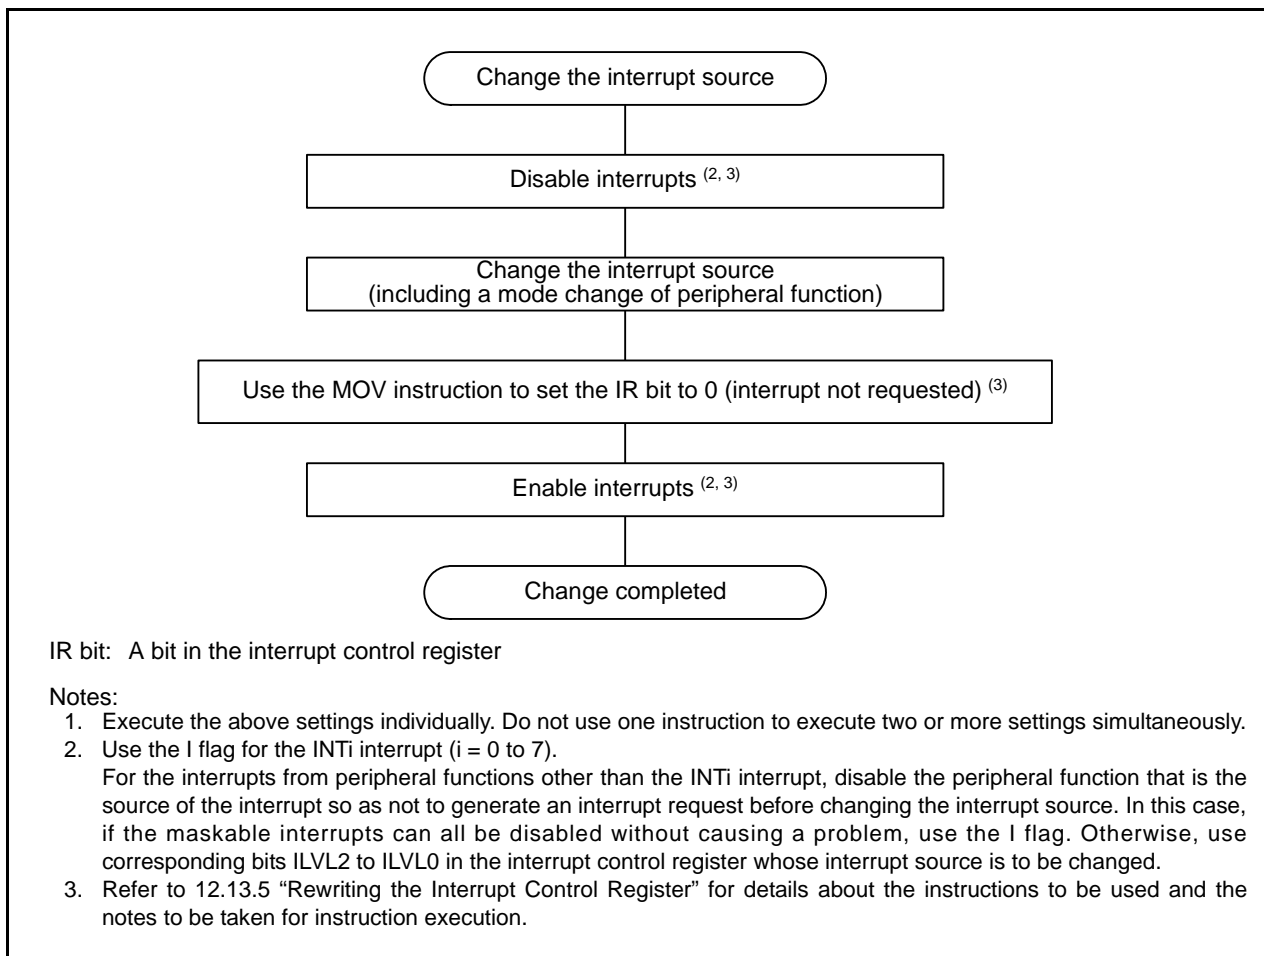 Change the interrupt source
Disable interrupts (2, 3)
Change the interrupt source
(including a mode change of peripheral function)
Use the MOV instruction to set the IR bit to 0 (interrupt not requested) (3)
Enable interrupts (2, 3)
Change completed
IR bit: A bit in the interrupt control register
Notes:
1. Execute the above settings individually. Do not use one instruction to execute two or more settings simultaneously.
2. Use the I flag for the INTi interrupt (i = 0 to 7).
For the interrupts from peripheral functions other than the INTi interrupt, disable the peripheral function that is the
source of the interrupt so as not to generate an interrupt request before changing the interrupt source. In this case,
if the maskable interrupts can all be disabled without causing a problem, use the I flag. Otherwise, use
corresponding bits ILVL2 to ILVL0 in the interrupt control register whose interrupt source is to be changed.
3. Refer to 12.13.5 “Rewriting the Interrupt Control Register” for details about the instructions to be used and the
notes to be taken for instruction execution.